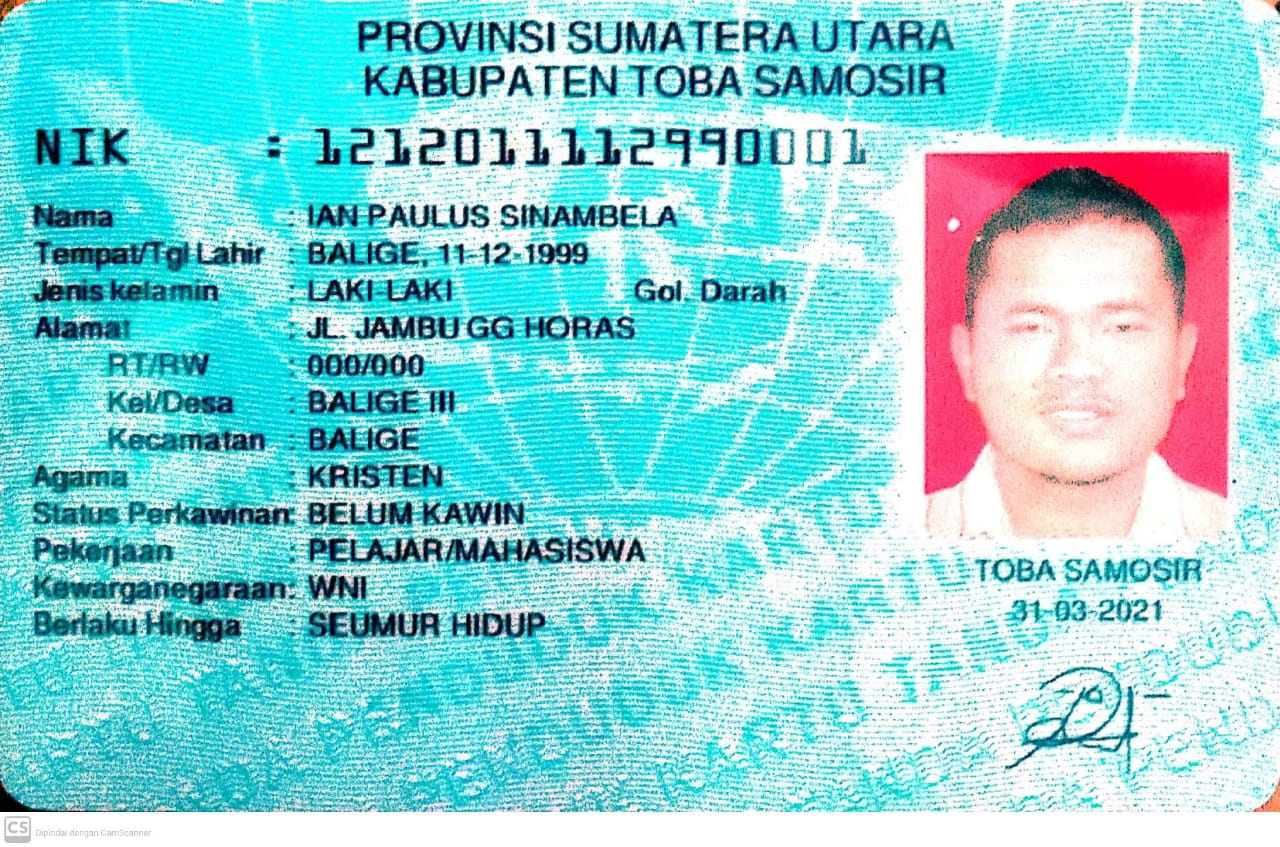 PROVINSI SUMATERA UTARA
KABUPATEN TOBA SAMOSIR
NIK : 1212011112990001
Nama : IAN PAULUS SINAMBELA
Tempat/Tgl Lahir : BALIGE, 11-12-1999
Jenis kelamin : LAKI-LAKI Gol. Darah
Alamat : JL. JAMBU GG HORAS
RT/RW : 000/000
Kel/Desa : BALIGE III
Kecamatan : BALIGE
Agama : KRISTEN
Status Perkawinan: BELUM KAWIN
Pekerjaan : PELAJAR/MAHASISWA
Kewarganegaraan: WNI
Berlaku Hingga : SEUMUR HIDUP
TOBA SAMOSIR
31-03-2021
CS Dipindai dengan CamScanner